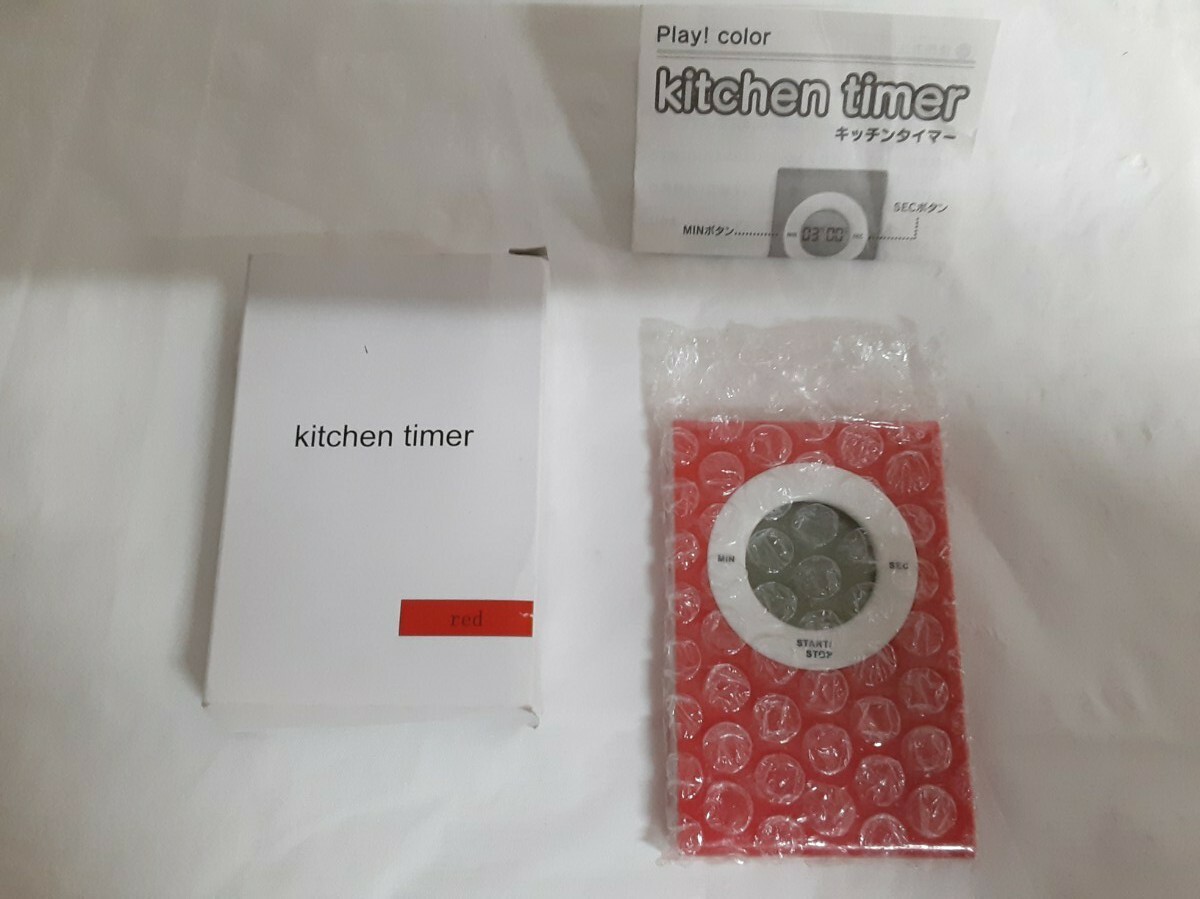 Play! color
kitchen timer
キッチンタイマー
SECボタン
MINボタン
03 00
kitchen timer
red
MIN
SEC
START/
STOP